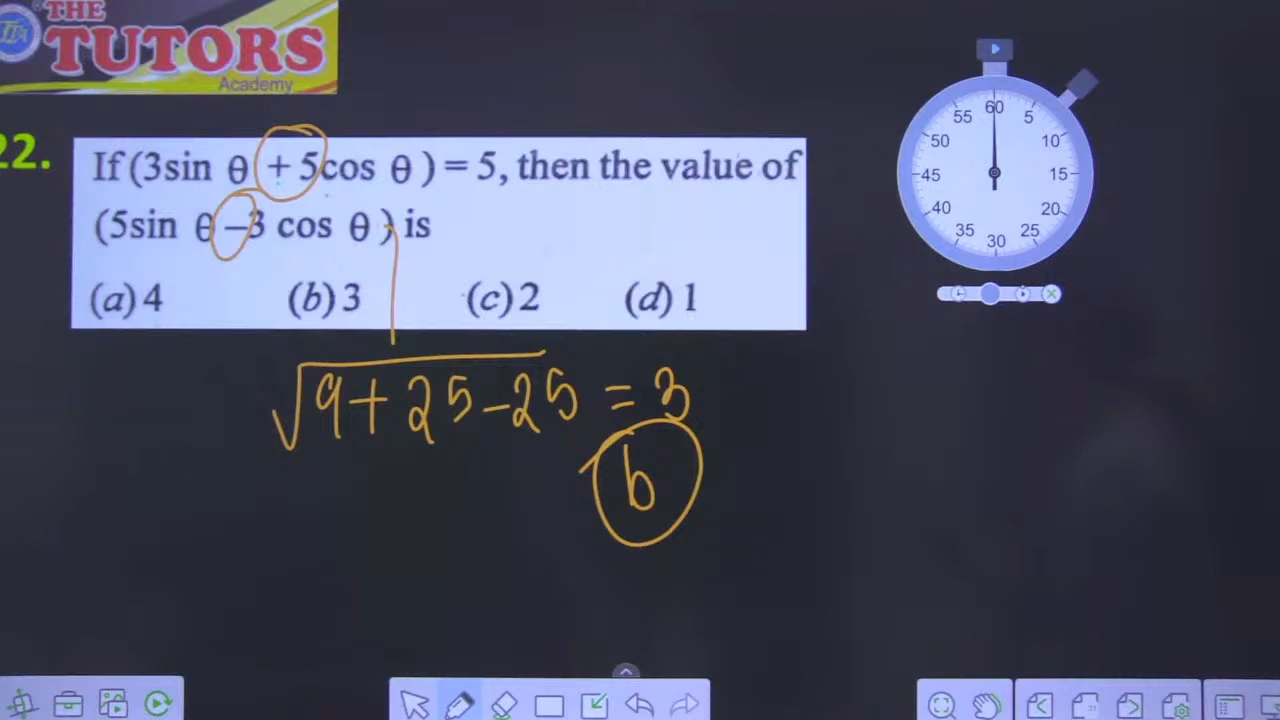 THE
TUTORS
Academy
22.
If (3sin θ + 5cos θ) = 5, then the value of
(5sin θ – 3 cos θ) is
(a) 4 (b) 3 (c) 2 (d) 1
√9+25-25 = 3
b
60
55 5
50 10
45 15
40 20
35 25
30